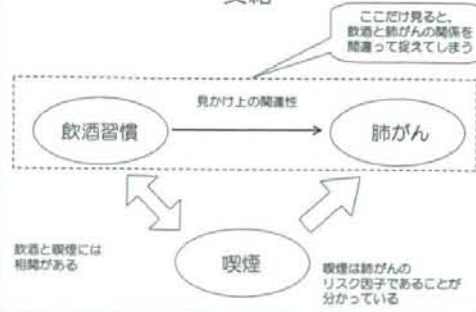 ここだけ見ると、
飲酒と肺がんの関係を
間違って捉えてしまう
見かけ上の関連性
飲酒習慣
肺がん
飲酒と喫煙には
相関がある
喫煙
喫煙は肺がんの
リスク因子であることが
分かっている